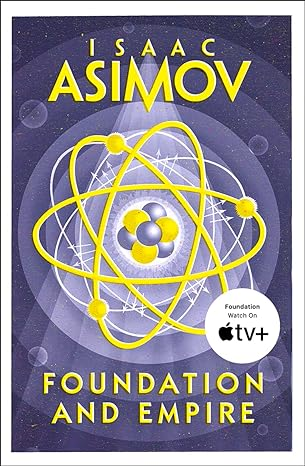 ISAAC
ASIMOV
Foundation
Watch On
tv+
FOUNDATION
AND EMPIRE